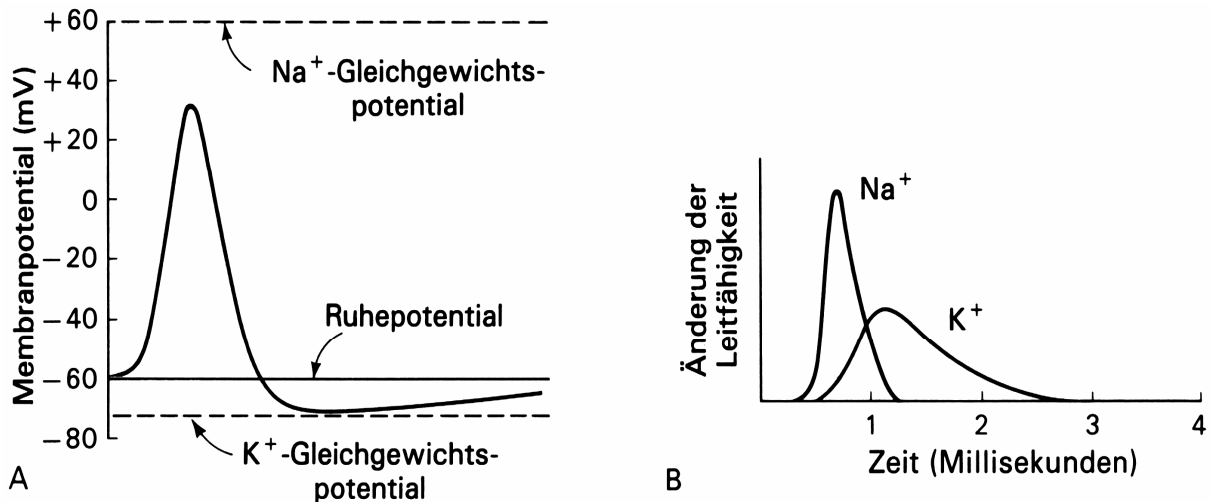 Membranpotential (mV)
+60
+40
+20
0
−20
−40
−60
−80
Na⁺-Gleichgewichts-
potential
Ruhepotential
K⁺-Gleichgewichts-
potential
A
Änderung der
Leitfähigkeit
Na⁺
K⁺
1 2 3 4
Zeit (Millisekunden)
B